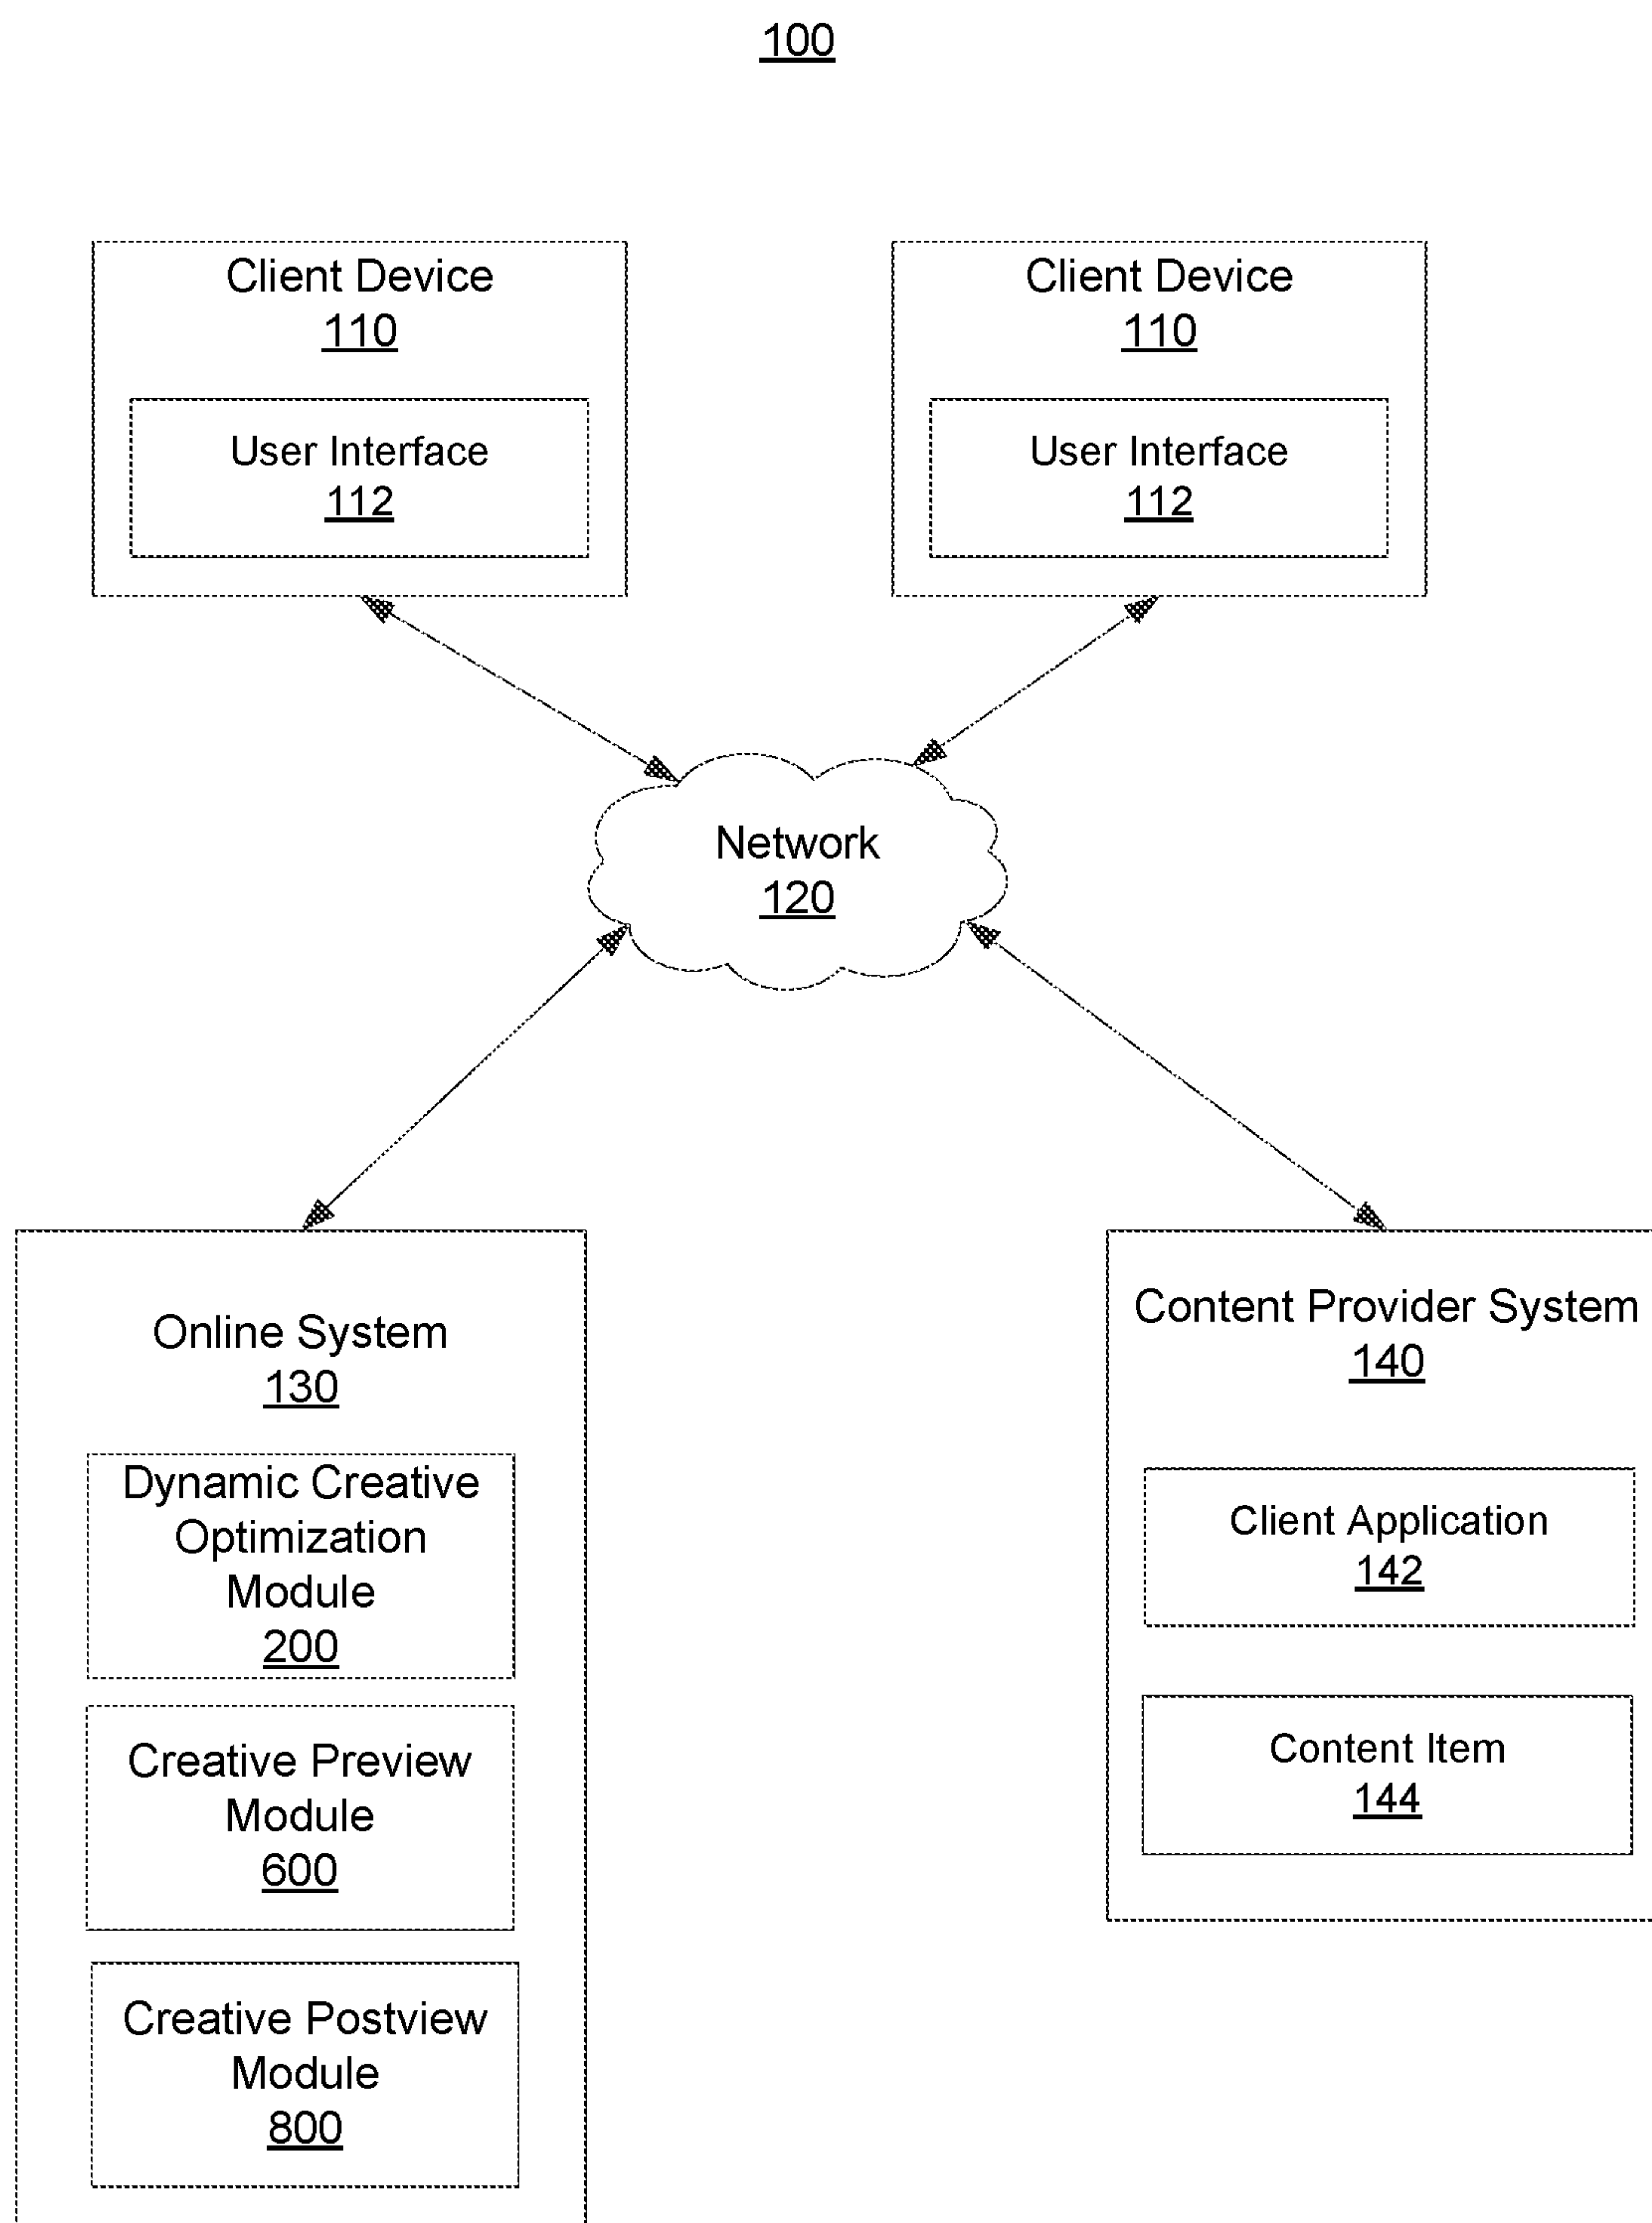 100
Client Device
110
User Interface
112
Client Device
110
User Interface
112
Network
120
Online System
130
Dynamic Creative
Optimization
Module
200
Creative Preview
Module
600
Creative Postview
Module
800
Content Provider System
140
Client Application
142
Content Item
144